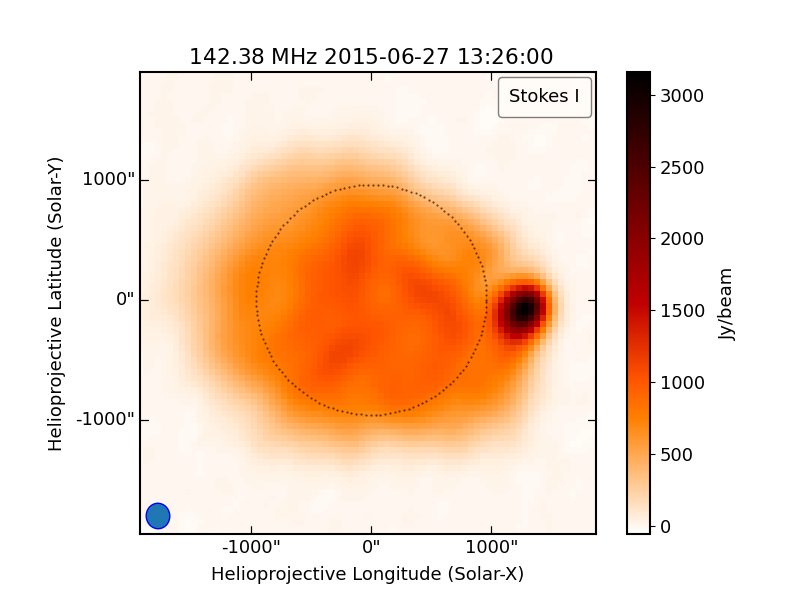 142.38 MHz 2015-06-27 13:26:00
Stokes I
Helioprojective Latitude (Solar-Y)
1000"
0"
-1000"
-1000" 0" 1000"
Helioprojective Longitude (Solar-X)
3000
2500
2000
1500
1000
500
0
Jy/beam